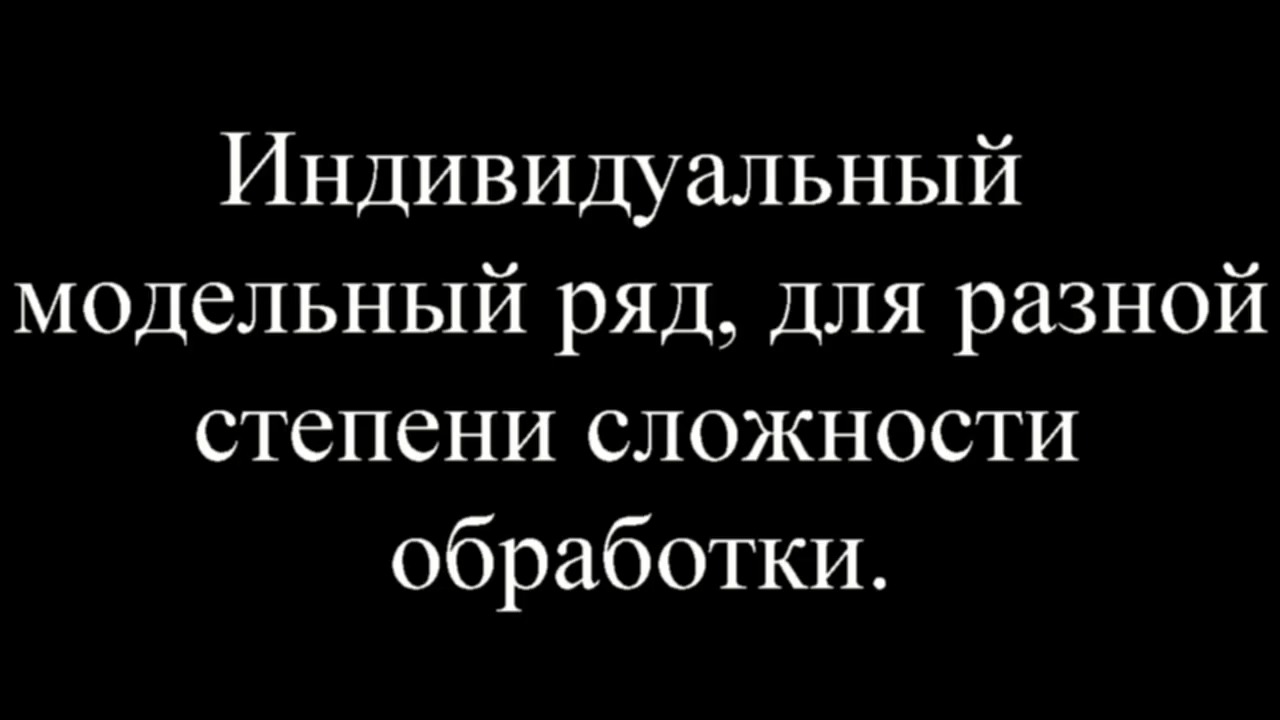 Индивидуальный
модельный ряд, для разной
степени сложности
обработки.